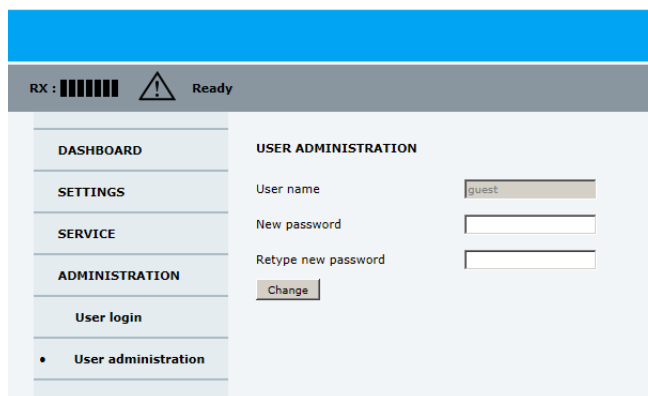 RX : Ready
DASHBOARD
SETTINGS
SERVICE
ADMINISTRATION
User login
• User administration
USER ADMINISTRATION
User name guest
New password
Retype new password
Change